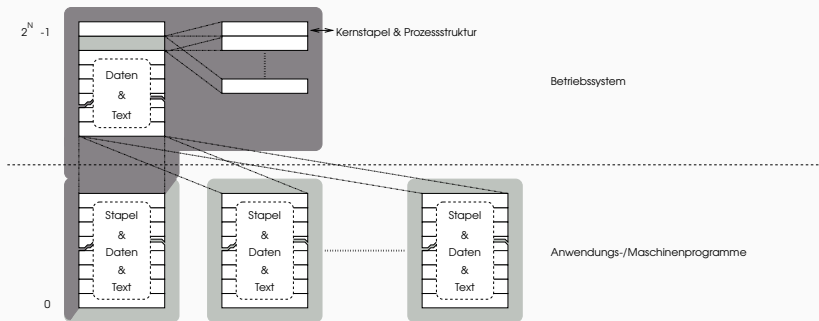 2^N -1
Kernstapel & Prozessstruktur
Daten
&
Text
Betriebssystem
Stapel
&
Daten
&
Text
Stapel
&
Daten
&
Text
Stapel
&
Daten
&
Text
Anwendungs-/Maschinenprogramme
0